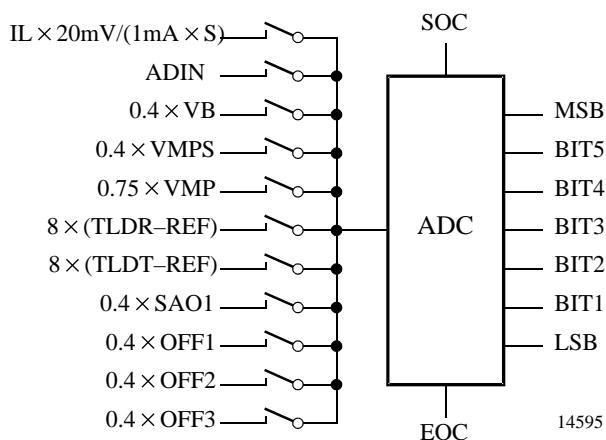 IL × 20mV/(1mA × S)
ADIN
0.4 × VB
0.4 × VMPS
0.75 × VMP
8 × (TLDR–REF)
8 × (TLDT–REF)
0.4 × SAO1
0.4 × OFF1
0.4 × OFF2
0.4 × OFF3
SOC
ADC
EOC
MSB
BIT5
BIT4
BIT3
BIT2
BIT1
LSB
14595